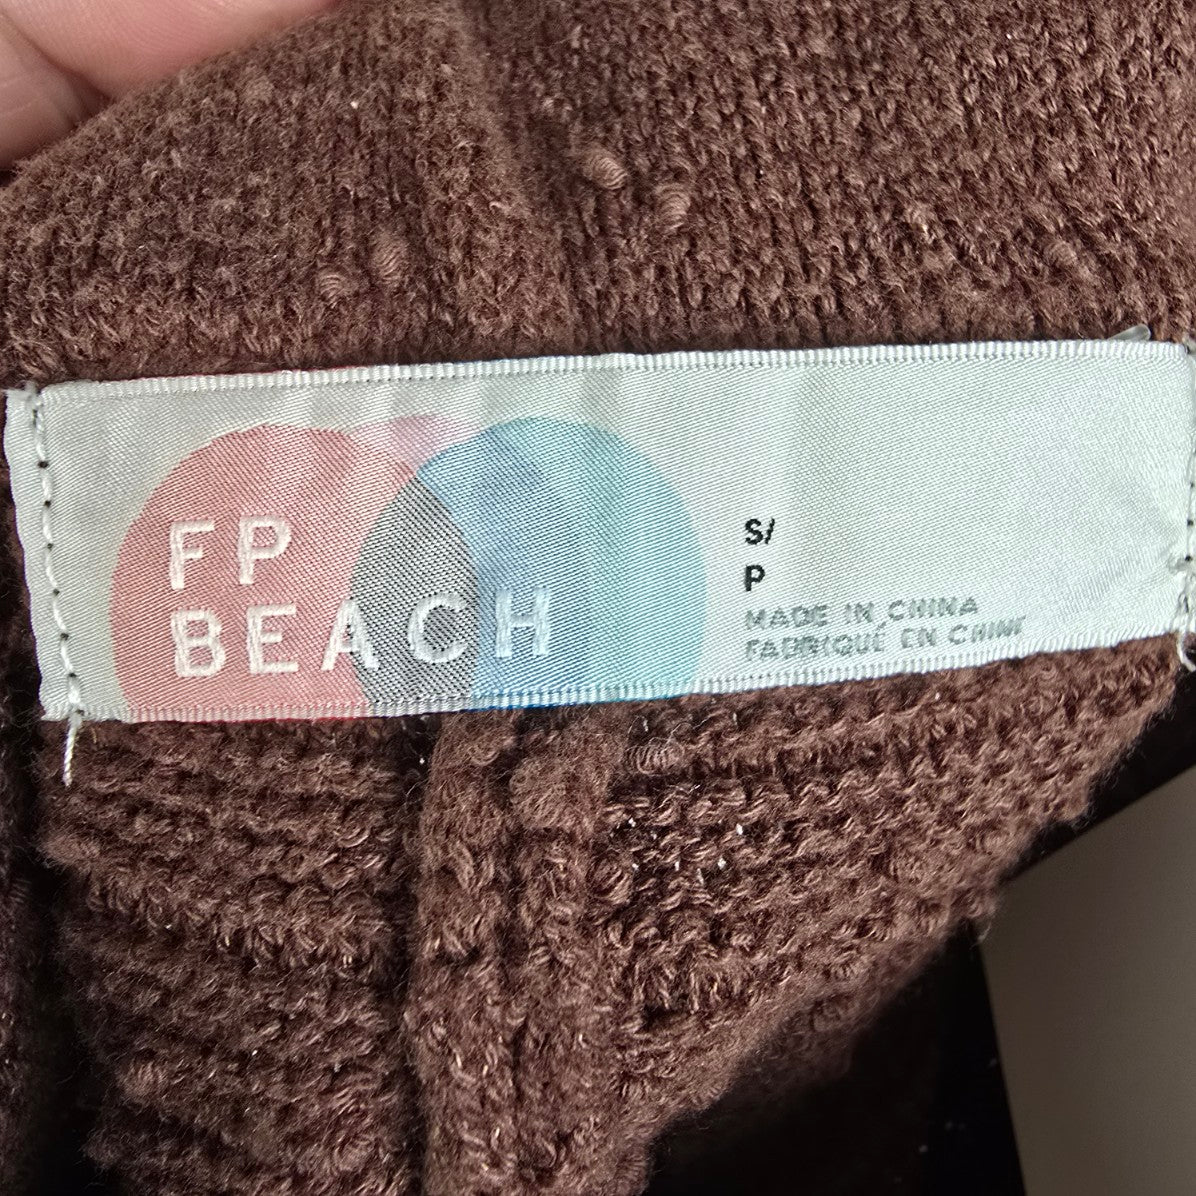 FP
BEACH
S/
P
MADE IN CHINA
FABRIQUÉ EN CHINE